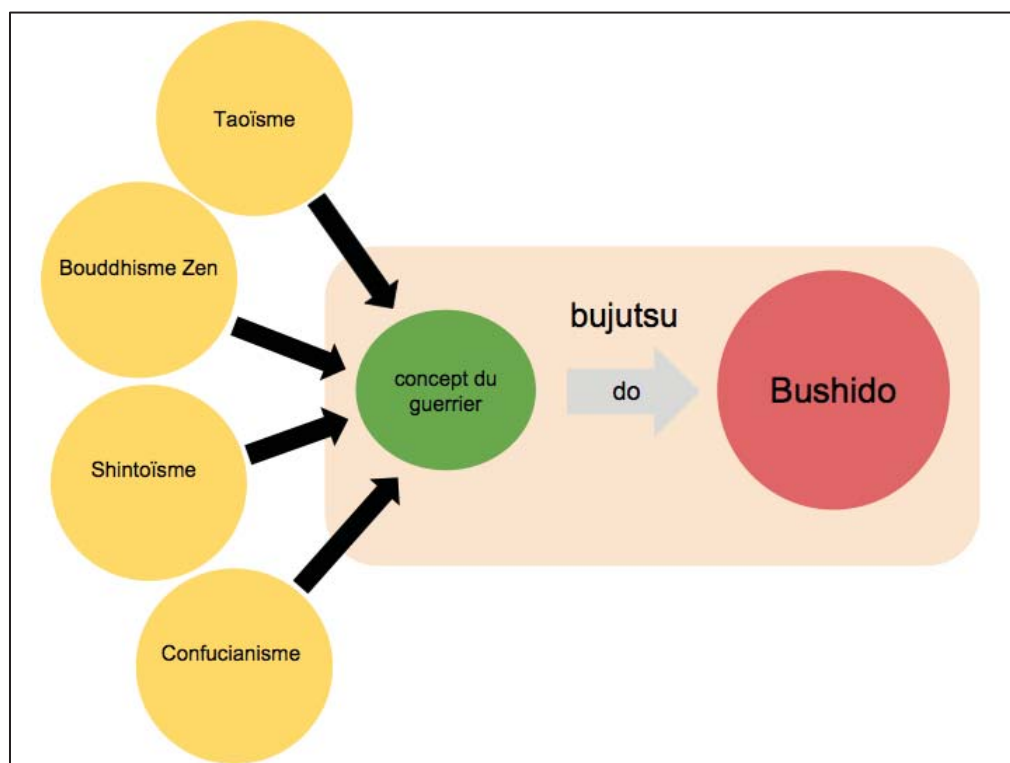 Taoïsme
Bouddhisme Zen
Shintoïsme
Confucianisme
concept du
guerrier
bujutsu
do
Bushido